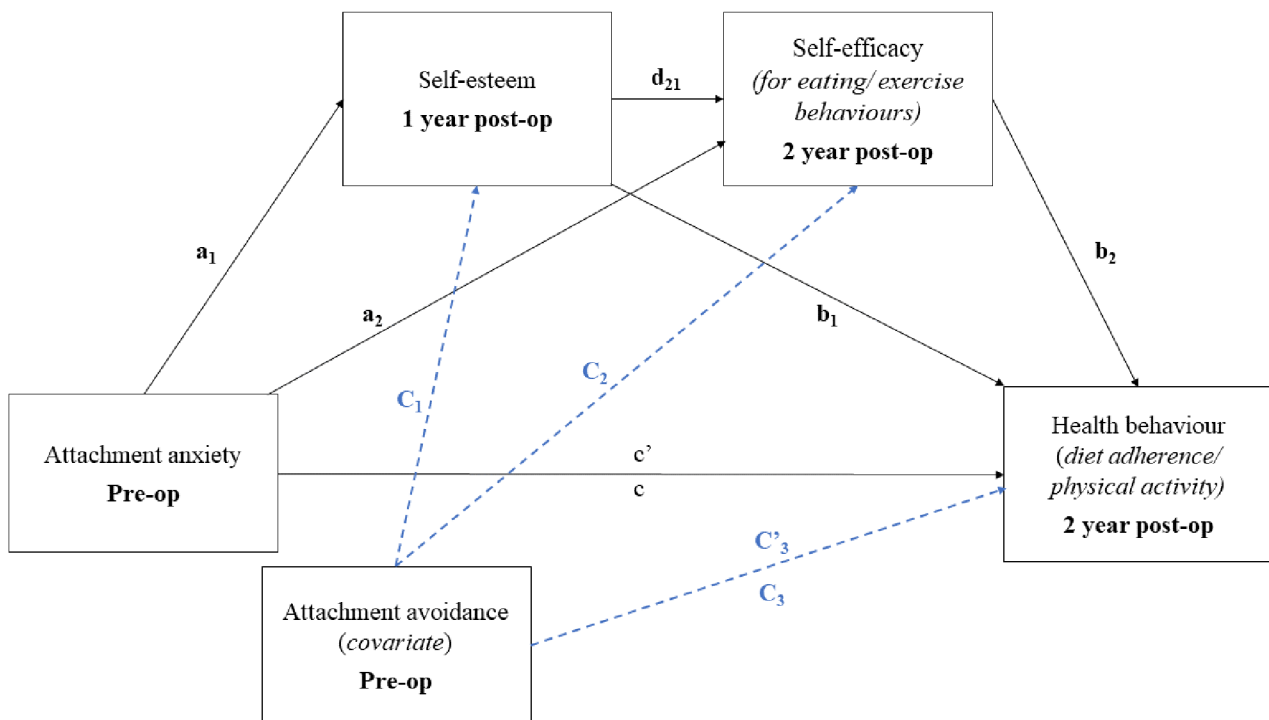 Self-esteem
1 year post-op
d21
Self-efficacy
(for eating/ exercise
behaviours)
2 year post-op
a1
a2
b1
b2
C1
C2
Attachment anxiety
Pre-op
c’
c
Health behaviour
(diet adherence/
physical activity)
2 year post-op
C’3
C3
Attachment avoidance
(covariate)
Pre-op